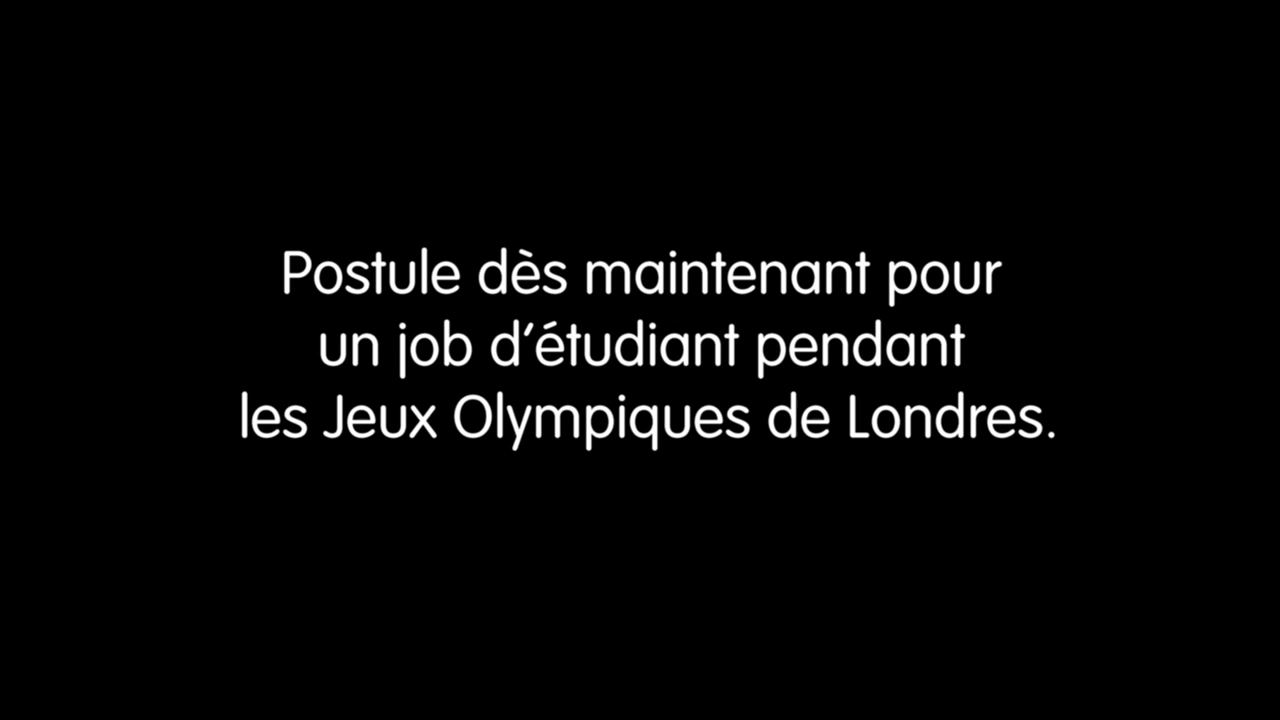 Postule dès maintenant pour
un job d’étudiant pendant
les Jeux Olympiques de Londres.